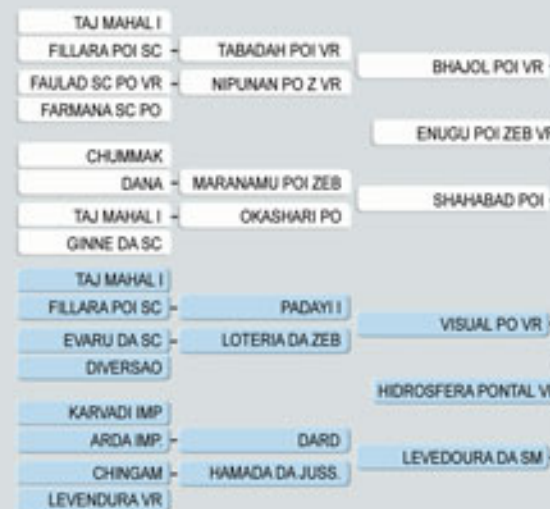 TAJ MAHAL I
FILLARA POI SC - TABADAH POI VR
BHAJOL POI VR -
FAULAD SC PO VR - NIPUNAN PO Z VR
FARMANA SC PO
ENUGU POI ZEB VR
CHUMMAK
DANA - MARANAMU POI ZEB
SHAHABAD POI -
TAJ MAHAL I - OKASHARI PO
GINNE DA SC
TAJ MAHAL I
FILLARA POI SC - PADAYI I
VISUAL PO VR -
EVARU DA SC - LOTERIA DA ZEB
DIVERSAO
HIDROSFERA PONTAL VR
KARVADI IMP
ARDA IMP. - DARD
LEVEDOURA DA SM -
CHINGAM - HAMADA DA JUSS.
LEVENDURA VR